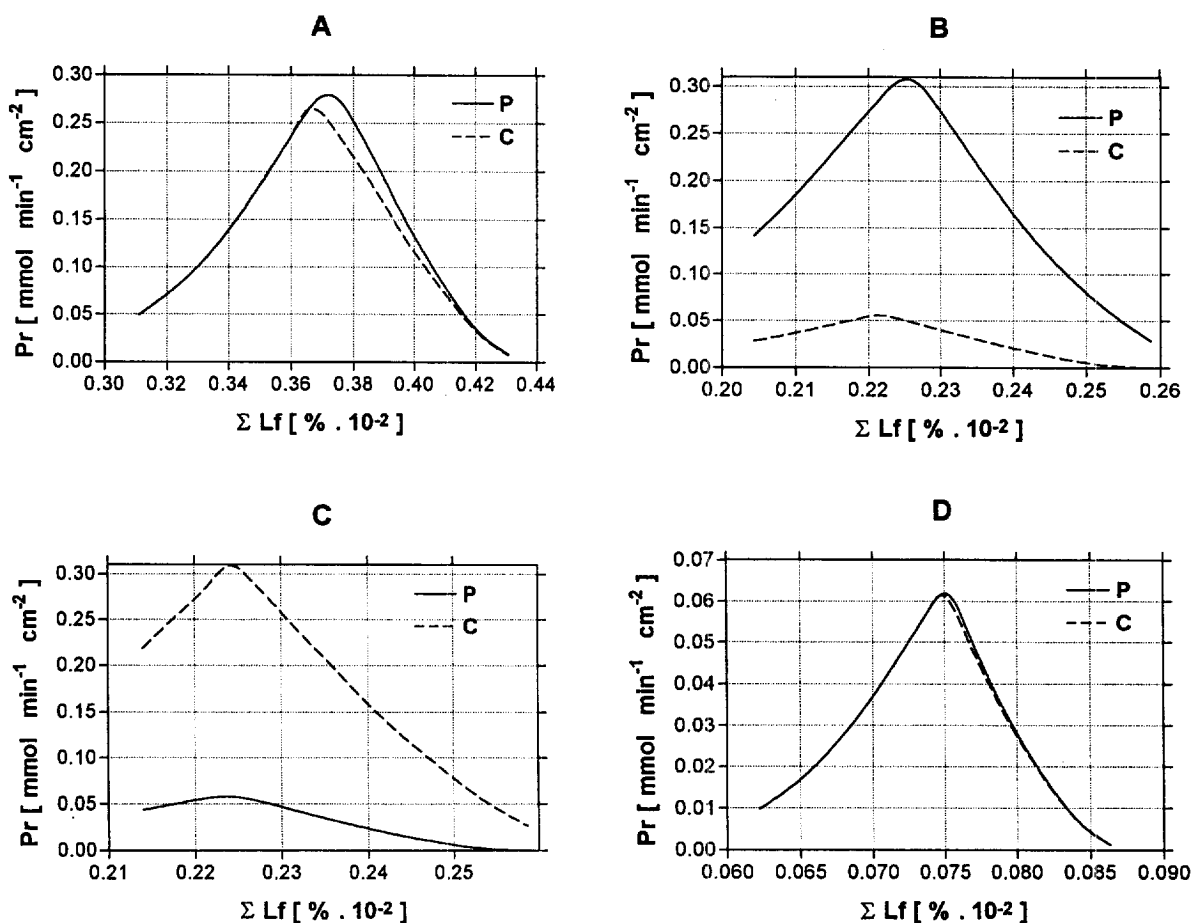 A
Pr [ mmol min-1 cm-2 ]
0.30
0.25
0.20
0.15
0.10
0.05
0.00
0.30 0.32 0.34 0.36 0.38 0.40 0.42 0.44
P
C
Σ Lf [ % . 10-2 ]
B
Pr [ mmol min-1 cm-2 ]
0.30
0.25
0.20
0.15
0.10
0.05
0.00
0.20 0.21 0.22 0.23 0.24 0.25 0.26
P
C
Σ Lf [ % . 10-2 ]
C
Pr [ mmol min-1 cm-2 ]
0.30
0.25
0.20
0.15
0.10
0.05
0.00
0.21 0.22 0.23 0.24 0.25
P
C
Σ Lf [ % . 10-2 ]
D
Pr [ mmol min-1 cm-2 ]
0.07
0.06
0.05
0.04
0.03
0.02
0.01
0.00
0.060 0.065 0.070 0.075 0.080 0.085 0.090
P
C
Σ Lf [ % . 10-2 ]